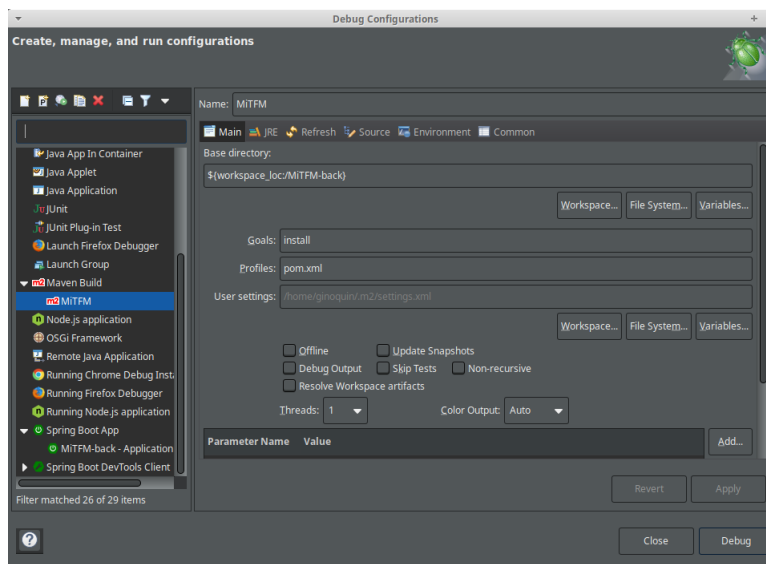 Debug Configurations
Create, manage, and run configurations
Name: MiTFM
Main JRE Refresh Source Environment Common
Base directory:
${workspace_loc:/MiTFM-back}
Workspace... File System... Variables...
Goals: install
Profiles: pom.xml
User settings: /home/ginoquin/.m2/settings.xml
Workspace... File System... Variables...
Offline Update Snapshots
Debug Output Skip Tests Non-recursive
Resolve Workspace artifacts
Threads: 1 Color Output: Auto
Parameter Name Value Add...
Java App In Container
Java Applet
Java Application
JU JUnit
JUnit Plug-in Test
Launch Firefox Debugger
Launch Group
m2 Maven Build
m2 MiTFM
Node.js application
OSGi Framework
Remote Java Application
Running Chrome Debug Inst
Running Firefox Debugger
Running Node.js application
Spring Boot App
MiTFM-back - Application
Spring Boot DevTools Client
Filter matched 26 of 29 items
Revert Apply
? Close Debug